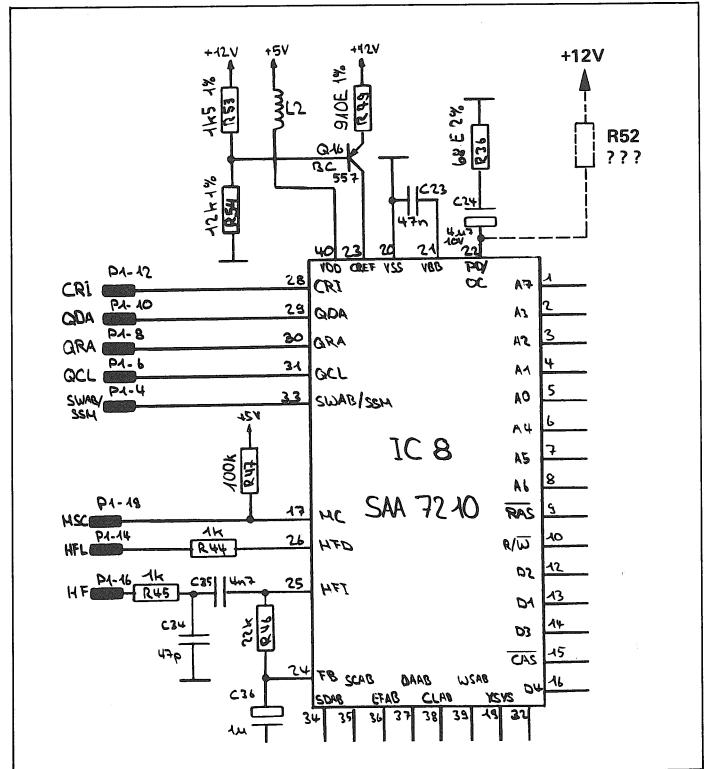 +12V +5V +12V
+12V
1k5 1%
R53
L2
910E 1%
R49
68E 2%
R36
R52
???
Q16
BC
557
12k 1%
R54
C23
47n
C24
4µ7
10V
40 23 20 21 22
VDD CREF VSS VBB PD/
OC
CRI P1-12 28 CRI
QDA P1-10 29 QDA
QRA P1-8 30 QRA
QCL P1-6 31 QCL
SWAB/
SSM P1-4 33 SWAB/SSM
+5V
100k
R47
IC 8
SAA 7210
MSC P1-18 17 MC
HFL P1-14 1k R44 26 HFD
HF P1-16 1k R45 C35 4n7 25 HFI
C34
47p
22k
R46
24 FB
C36
1µ
A7 1
A3 2
A2 3
A1 4
A0 5
A4 6
A5 7
A6 8
RAS 9
R/W 10
D2 12
D1 13
D3 14
CAS 15
D4 16
SCAB DAAB WSAB
SDAB EFAB CLAB XSYS
34 35 36 37 38 39 19 22